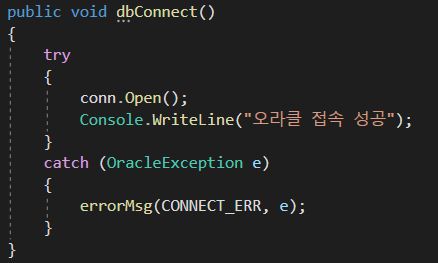 public void dbConnect()
{
try
{
conn.Open();
Console.WriteLine("오라클 접속 성공");
}
catch (OracleException e)
{
errorMsg(CONNECT_ERR, e);
}
}